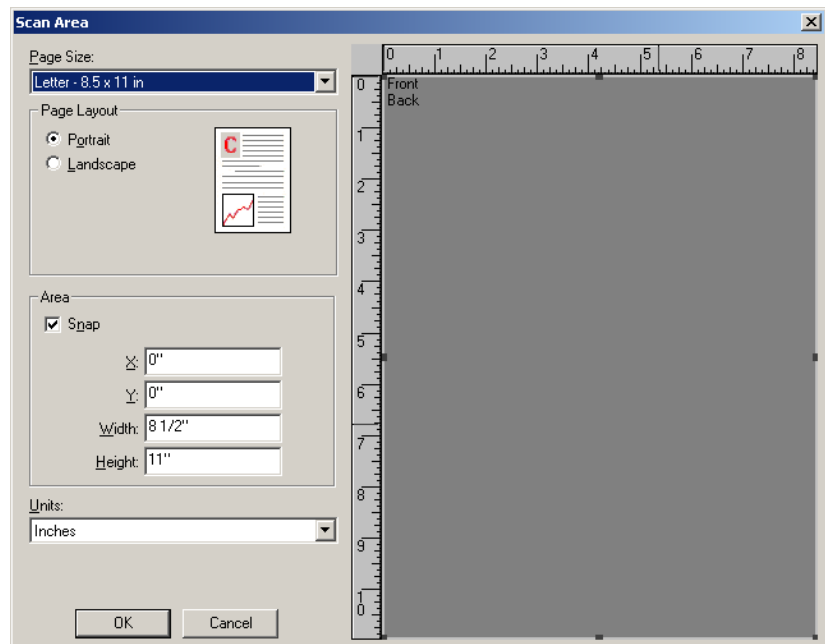 Scan Area
Page Size:
Letter - 8.5 x 11 in
Page Layout
Portrait
Landscape
C
Area
Snap
X: 0"
Y: 0"
Width: 8 1/2"
Height: 11"
Units:
Inches
OK Cancel
0 1 2 3 4 5 6 7 8
Front
Back
0
1
2
3
4
5
6
7
8
9
10